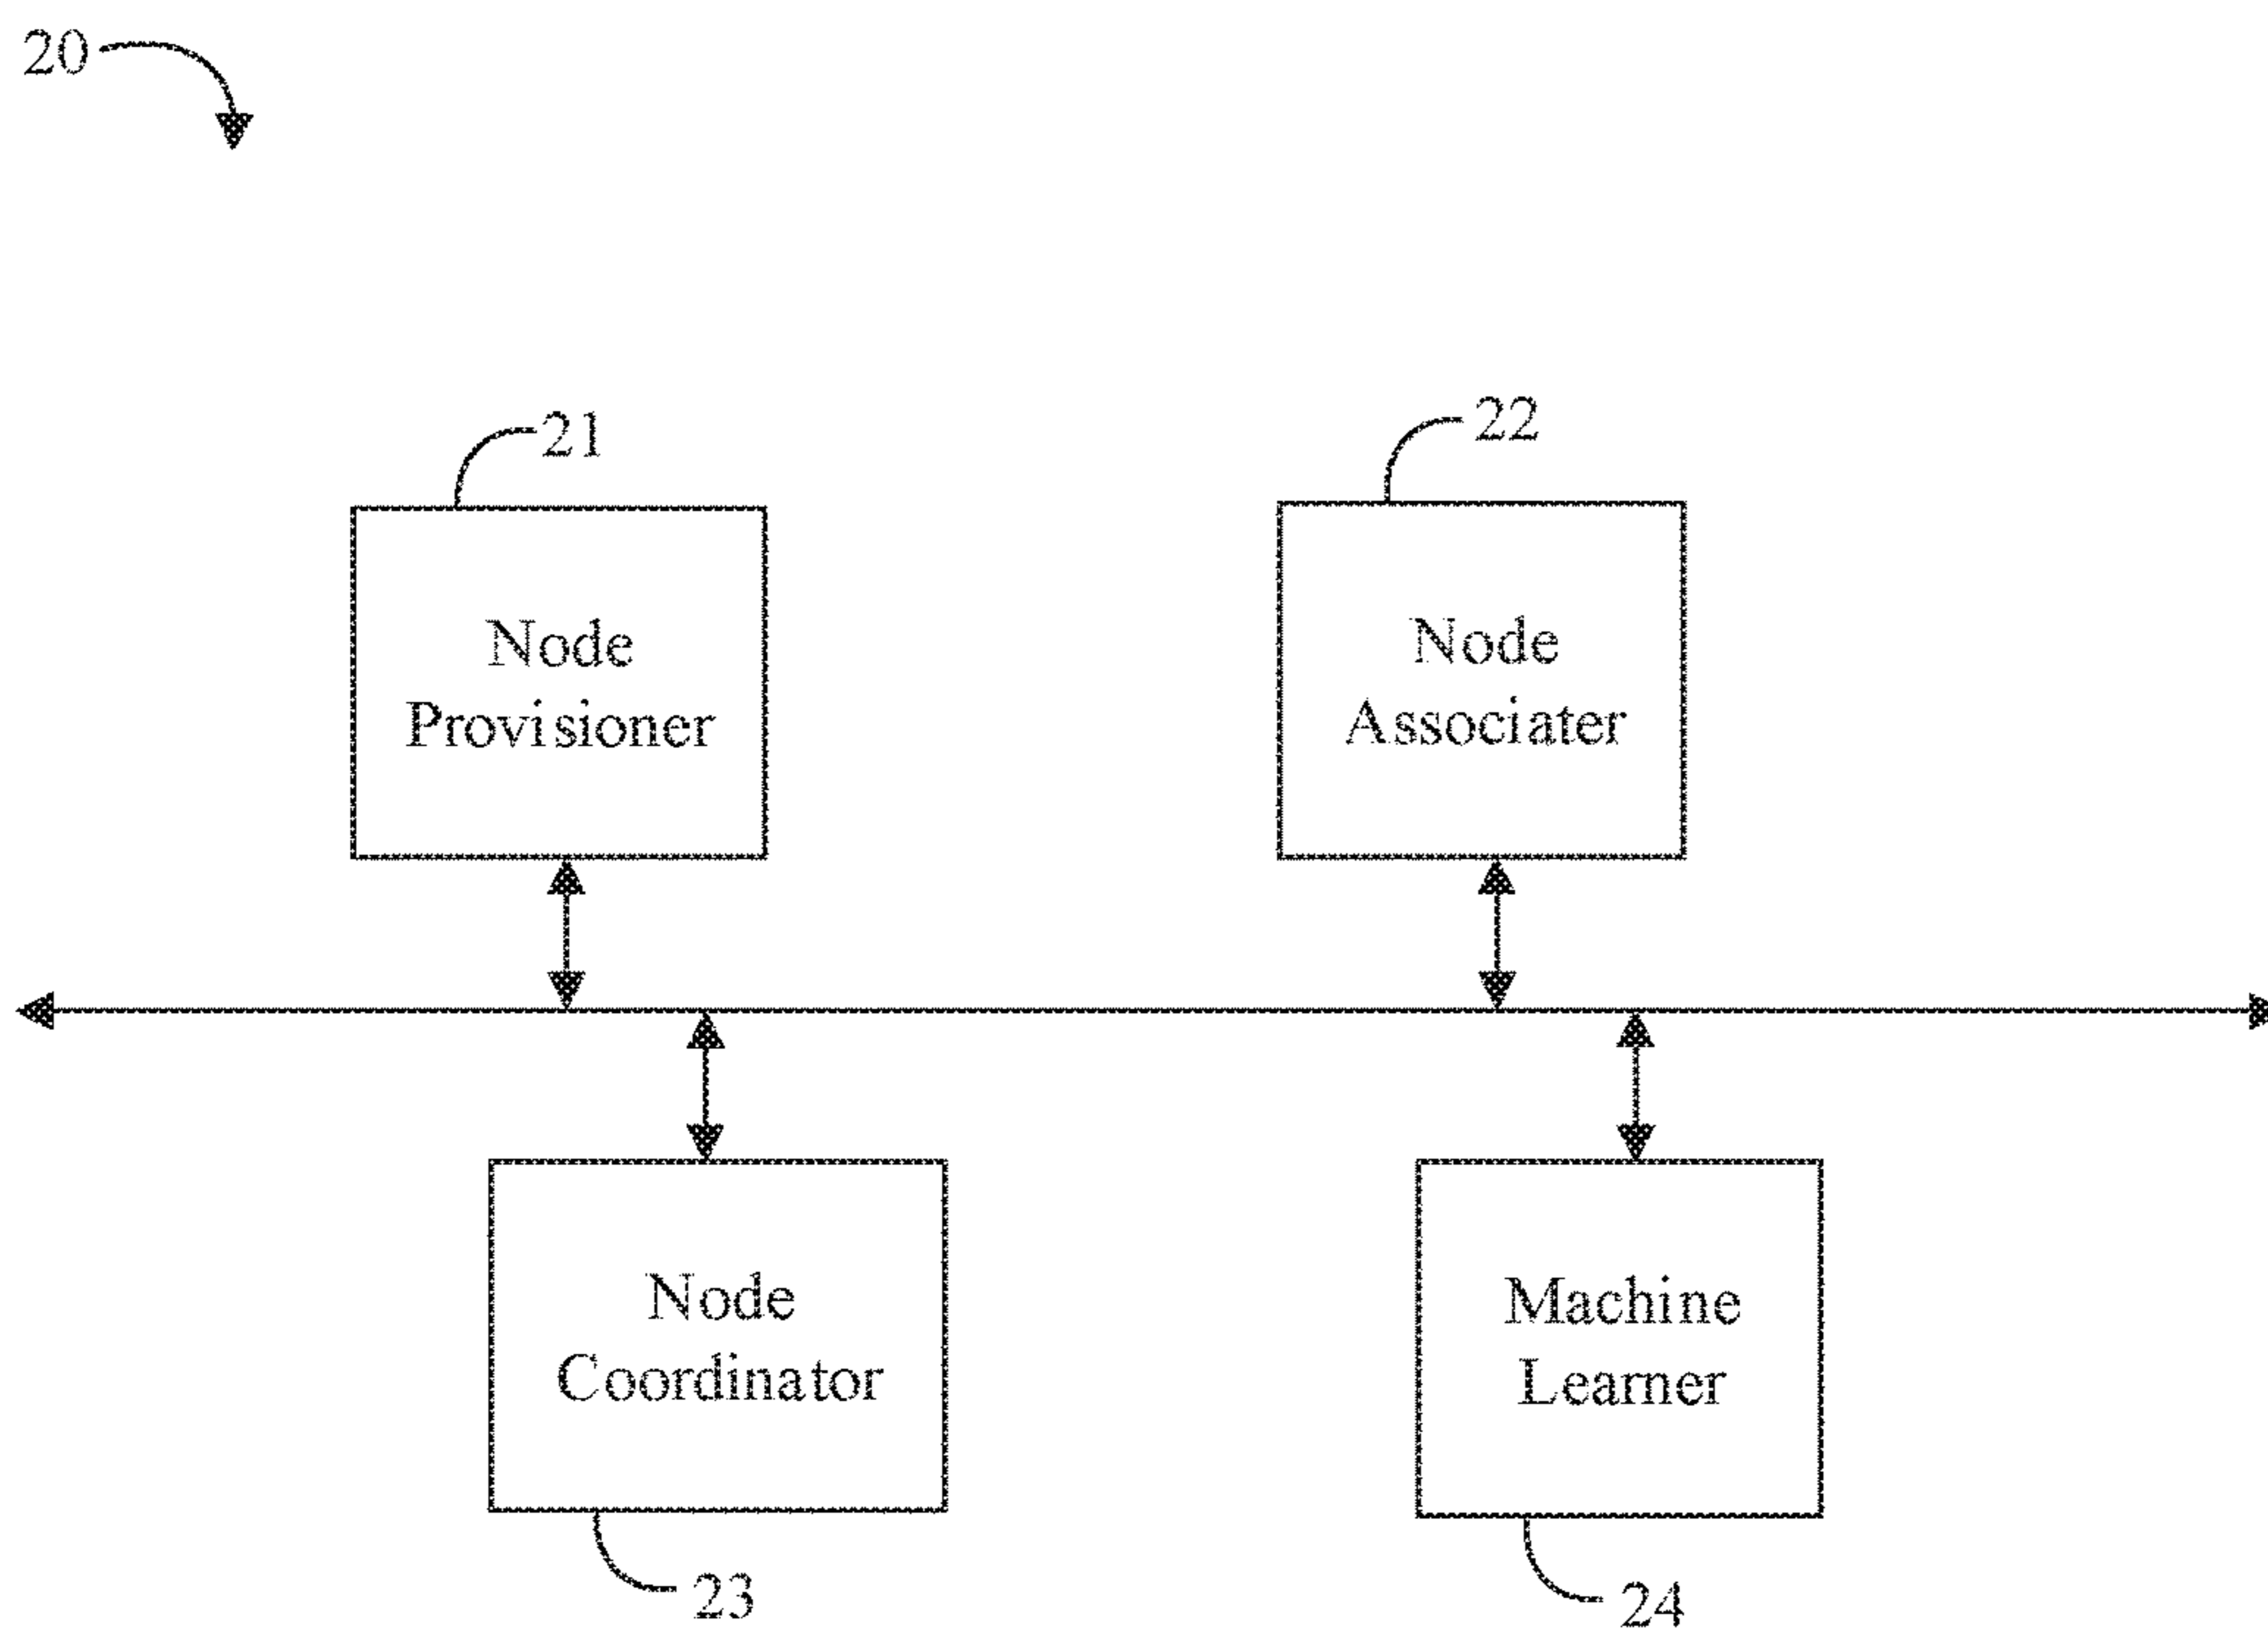 20
21
22
Node
Provisioner
Node
Associater
Node
Coordinator
Machine
Learner
23
24